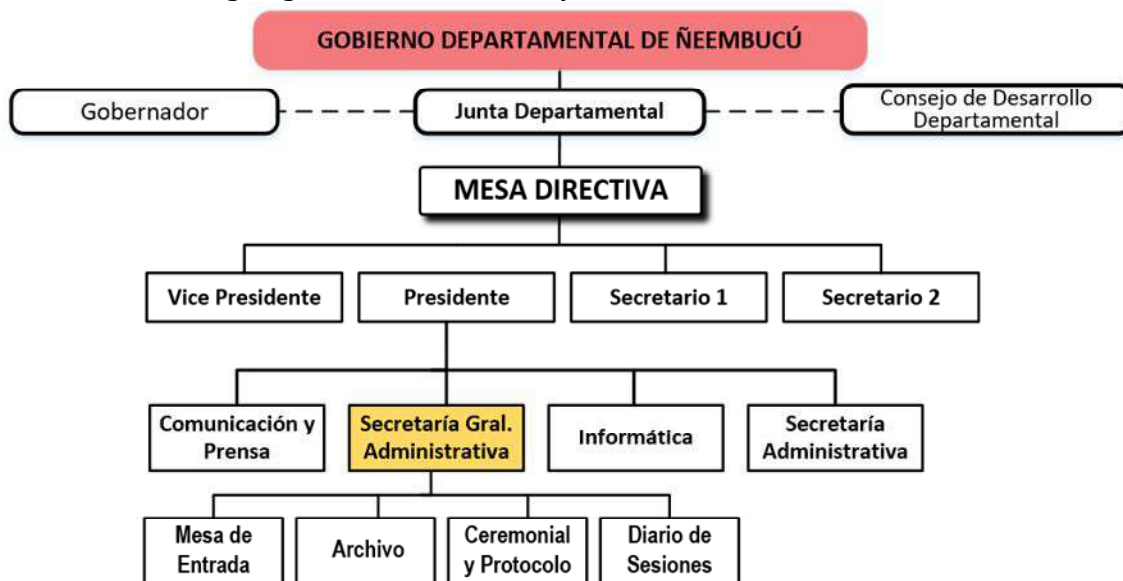 GOBIERNO DEPARTAMENTAL DE ÑEEMBUCÚ
Gobernador
Junta Departamental
Consejo de Desarrollo
Departamental
MESA DIRECTIVA
Vice Presidente
Presidente
Secretario 1
Secretario 2
Comunicación y
Prensa
Secretaría Gral.
Administrativa
Informática
Secretaría
Administrativa
Mesa de
Entrada
Archivo
Ceremonial
y Protocolo
Diario de
Sesiones